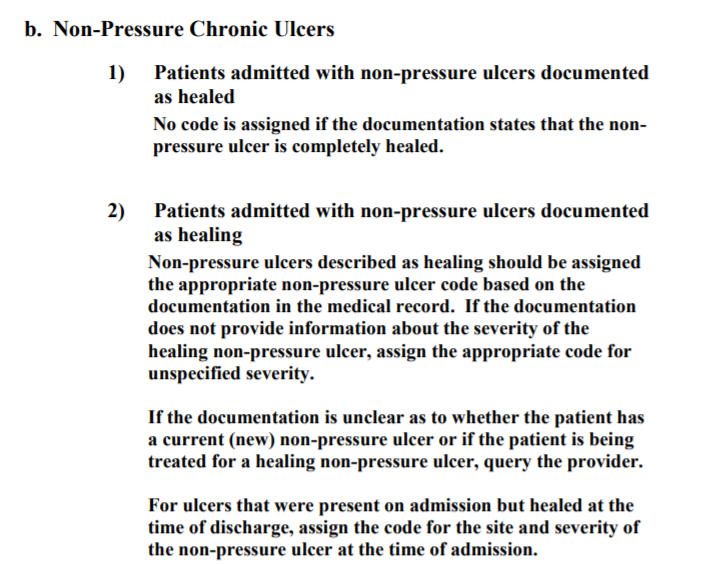 b. Non-Pressure Chronic Ulcers
1) Patients admitted with non-pressure ulcers documented
as healed
No code is assigned if the documentation states that the non-
pressure ulcer is completely healed.
2) Patients admitted with non-pressure ulcers documented
as healing
Non-pressure ulcers described as healing should be assigned
the appropriate non-pressure ulcer code based on the
documentation in the medical record. If the documentation
does not provide information about the severity of the
healing non-pressure ulcer, assign the appropriate code for
unspecified severity.
If the documentation is unclear as to whether the patient has
a current (new) non-pressure ulcer or if the patient is being
treated for a healing non-pressure ulcer, query the provider.
For ulcers that were present on admission but healed at the
time of discharge, assign the code for the site and severity of
the non-pressure ulcer at the time of admission.